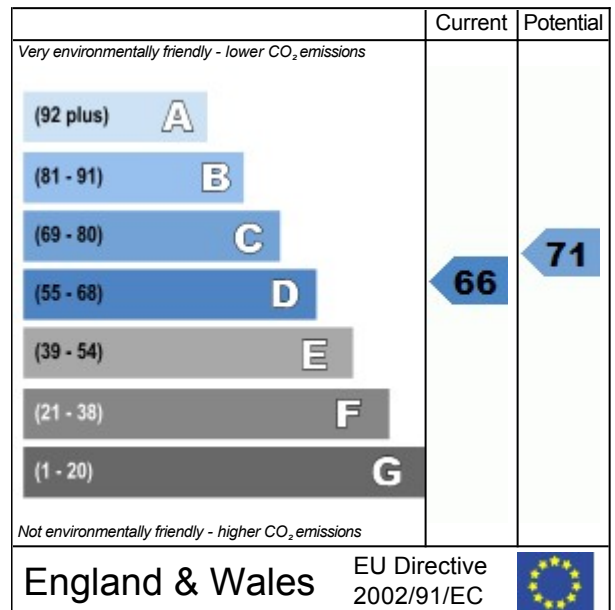 Current Potential
Very environmentally friendly - lower CO₂ emissions
(92 plus) A
(81 - 91) B
(69 - 80) C
71
(55 - 68) D 66
(39 - 54) E
(21 - 38) F
(1 - 20) G
Not environmentally friendly - higher CO₂ emissions
England & Wales
EU Directive
2002/91/EC